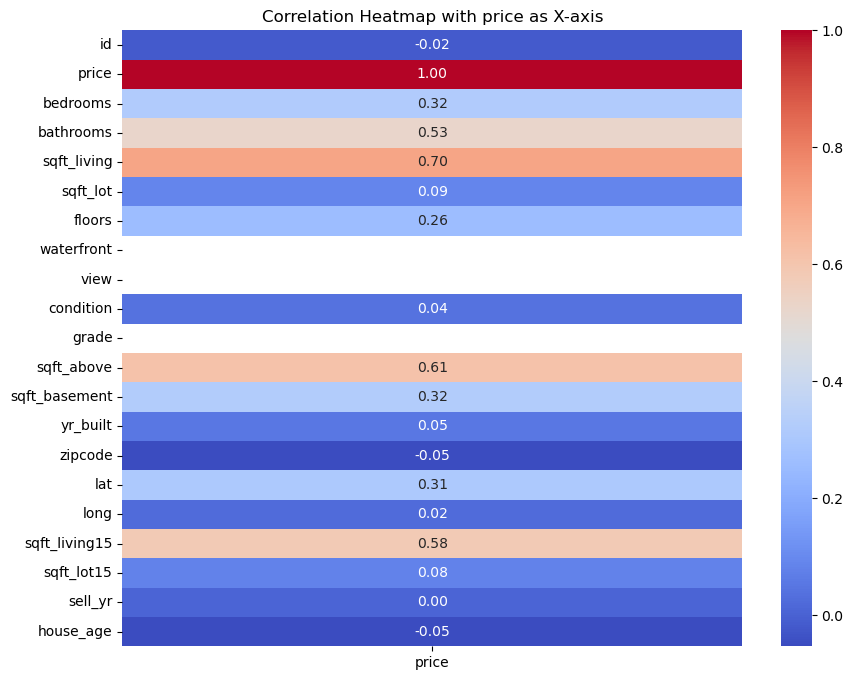 Correlation Heatmap with price as X-axis
id -0.02
price 1.00
bedrooms 0.32
bathrooms 0.53
sqft_living 0.70
sqft_lot 0.09
floors 0.26
waterfront
view
condition 0.04
grade
sqft_above 0.61
sqft_basement 0.32
yr_built 0.05
zipcode -0.05
lat 0.31
long 0.02
sqft_living15 0.58
sqft_lot15 0.08
sell_yr 0.00
house_age -0.05
price
1.0
0.8
0.6
0.4
0.2
0.0